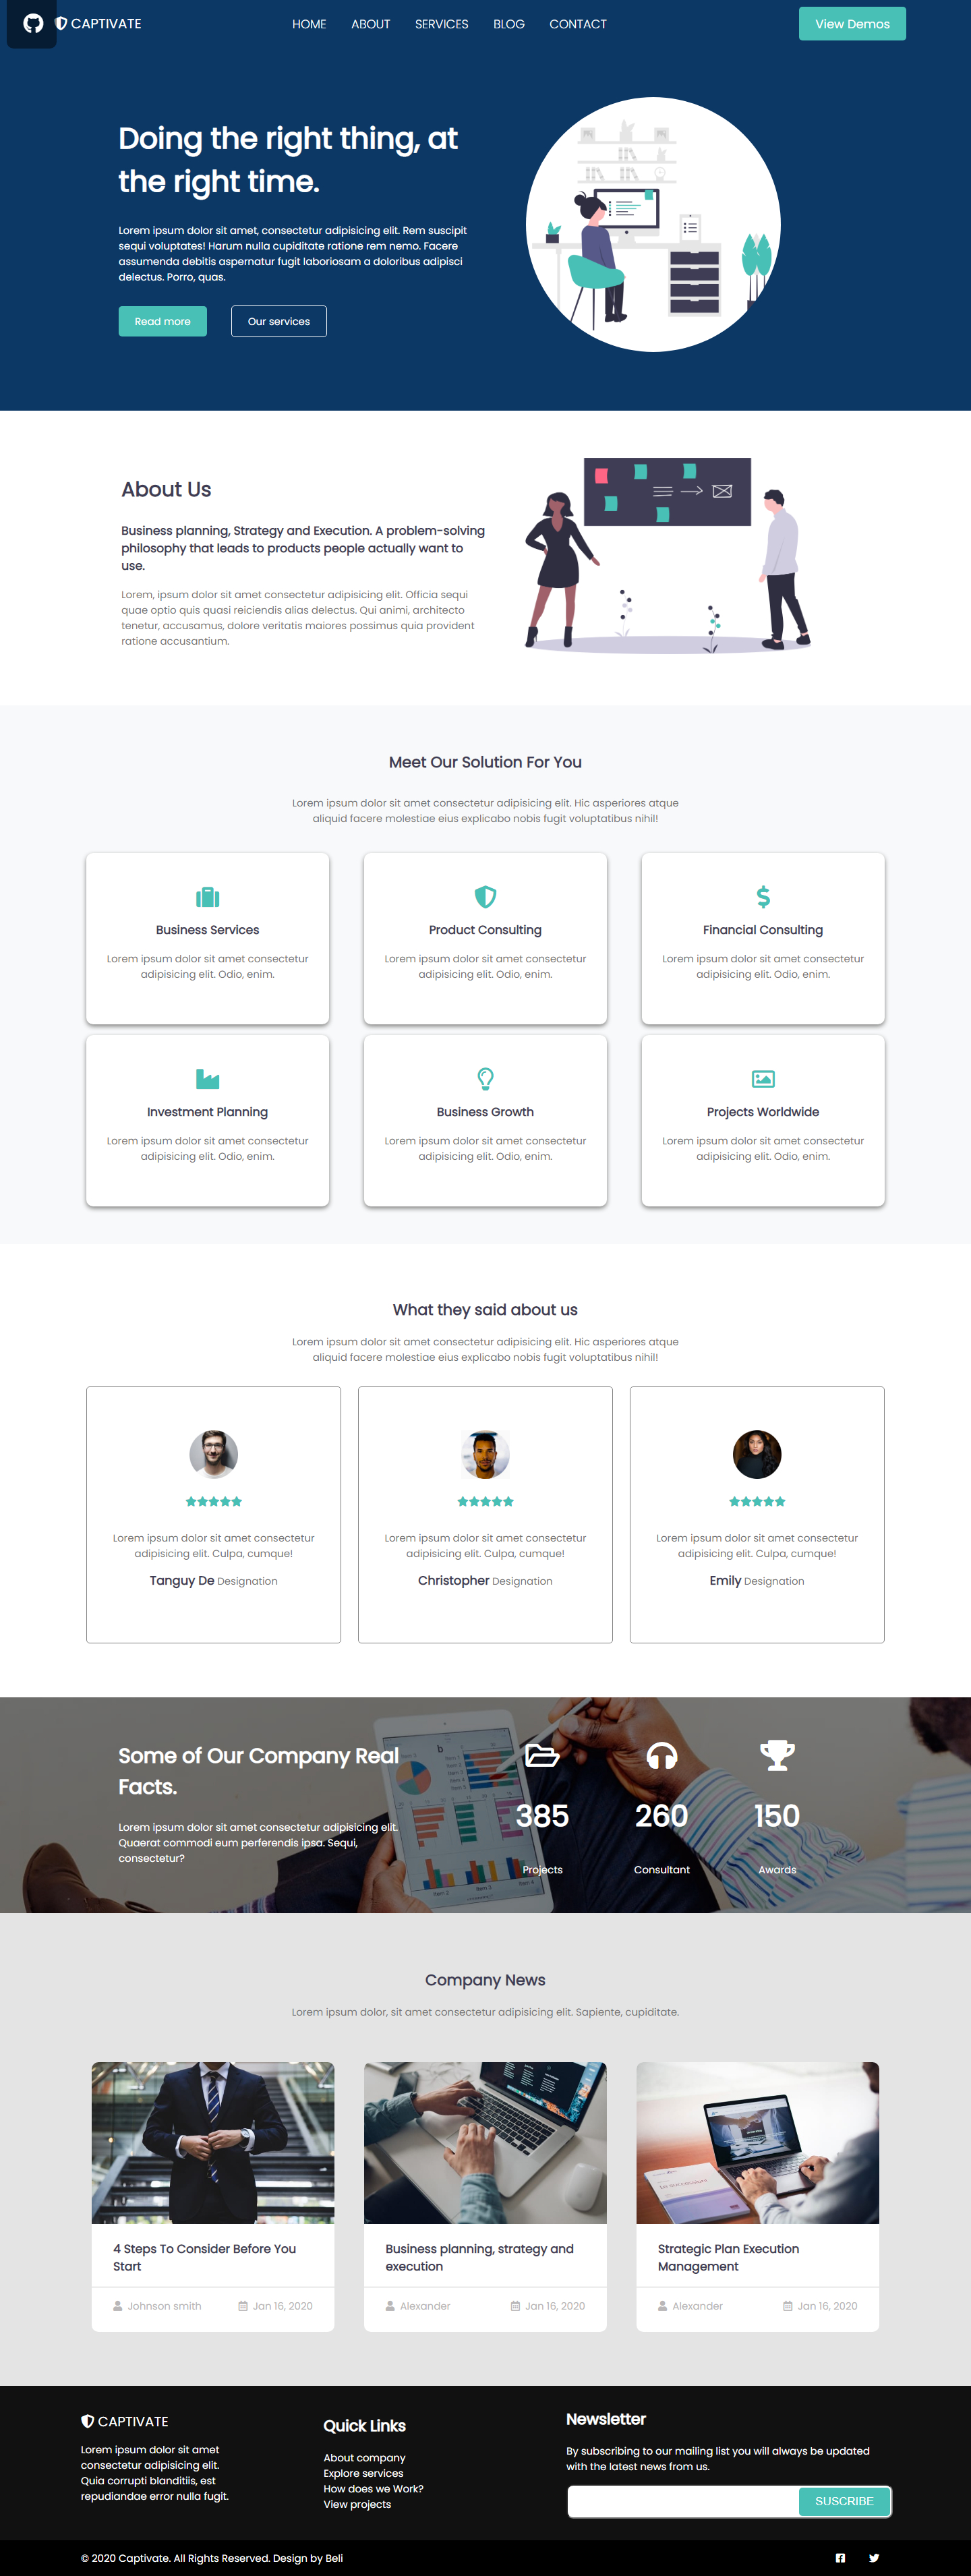 CAPTIVATE
HOME ABOUT SERVICES BLOG CONTACT
View Demos
Doing the right thing, at
the right time.
Lorem ipsum dolor sit amet, consectetur adipisicing elit. Rem suscipit
sequi voluptates! Harum nulla cupiditate ratione rem nemo. Facere
assumenda debitis aspernatur fugit laboriosam a doloribus adipisci
delectus. Porro, quas.
Read more
Our services
About Us
Business planning, Strategy and Execution. A problem-solving
philosophy that leads to products people actually want to
use.
Lorem, ipsum dolor sit amet consectetur adipisicing elit. Officia sequi
quae optio quis quasi reiciendis alias delectus. Qui animi, architecto
tenetur, accusamus, dolore veritatis maiores possimus quia provident
ratione accusantium.
Meet Our Solution For You
Lorem ipsum dolor sit amet consectetur adipisicing elit. Hic asperiores atque
aliquid facere molestiae eius explicabo nobis fugit voluptatibus nihil!
Business Services
Lorem ipsum dolor sit amet consectetur
adipisicing elit. Odio, enim.
Product Consulting
Lorem ipsum dolor sit amet consectetur
adipisicing elit. Odio, enim.
Financial Consulting
Lorem ipsum dolor sit amet consectetur
adipisicing elit. Odio, enim.
Investment Planning
Lorem ipsum dolor sit amet consectetur
adipisicing elit. Odio, enim.
Business Growth
Lorem ipsum dolor sit amet consectetur
adipisicing elit. Odio, enim.
Projects Worldwide
Lorem ipsum dolor sit amet consectetur
adipisicing elit. Odio, enim.
What they said about us
Lorem ipsum dolor sit amet consectetur adipisicing elit. Hic asperiores atque
aliquid facere molestiae eius explicabo nobis fugit voluptatibus nihil!
Lorem ipsum dolor sit amet consectetur
adipisicing elit. Culpa, cumque!
Tanguy De Designation
Lorem ipsum dolor sit amet consectetur
adipisicing elit. Culpa, cumque!
Christopher Designation
Lorem ipsum dolor sit amet consectetur
adipisicing elit. Culpa, cumque!
Emily Designation
Some of Our Company Real
Facts.
Lorem ipsum dolor sit amet consectetur adipisicing elit.
Quaerat commodi eum perferendis ipsa. Sequi,
consectetur?
385
Projects
260
Consultant
150
Awards
Company News
Lorem ipsum dolor, sit amet consectetur adipisicing elit. Sapiente, cupiditate.
4 Steps To Consider Before You
Start
Johnson smith Jan 16, 2020
Business planning, strategy and
execution
Alexander Jan 16, 2020
Strategic Plan Execution
Management
Alexander Jan 16, 2020
CAPTIVATE
Lorem ipsum dolor sit amet
consectetur adipisicing elit.
Quia corrupti blanditiis, est
repudiandae error nulla fugit.
Quick Links
About company
Explore services
How does we Work?
View projects
Newsletter
By subscribing to our mailing list you will always be updated
with the latest news from us.
SUSCRIBE
© 2020 Captivate. All Rights Reserved. Design by Beli